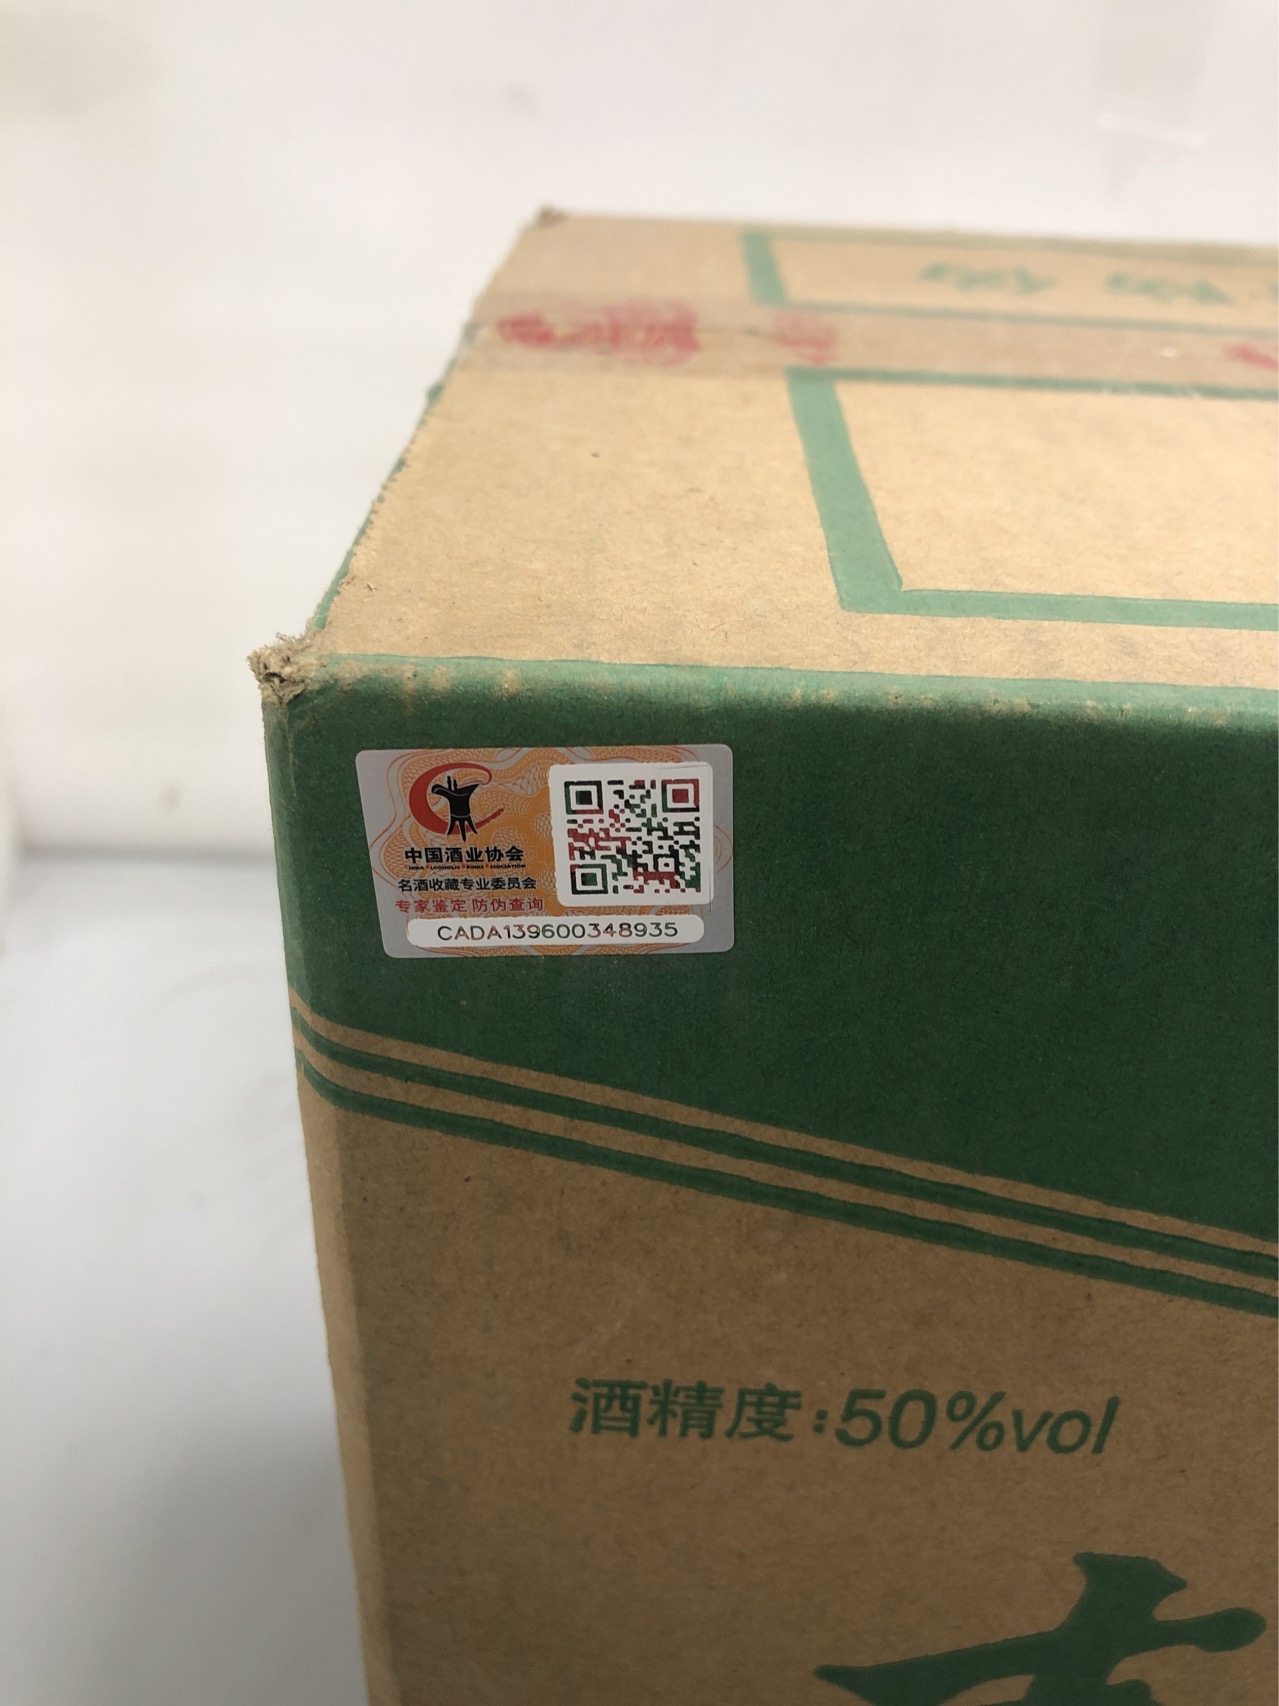 中国酒业协会
名酒收藏专业委员会
专家鉴定 防伪查询
CADA139600348935
酒精度:50%vol